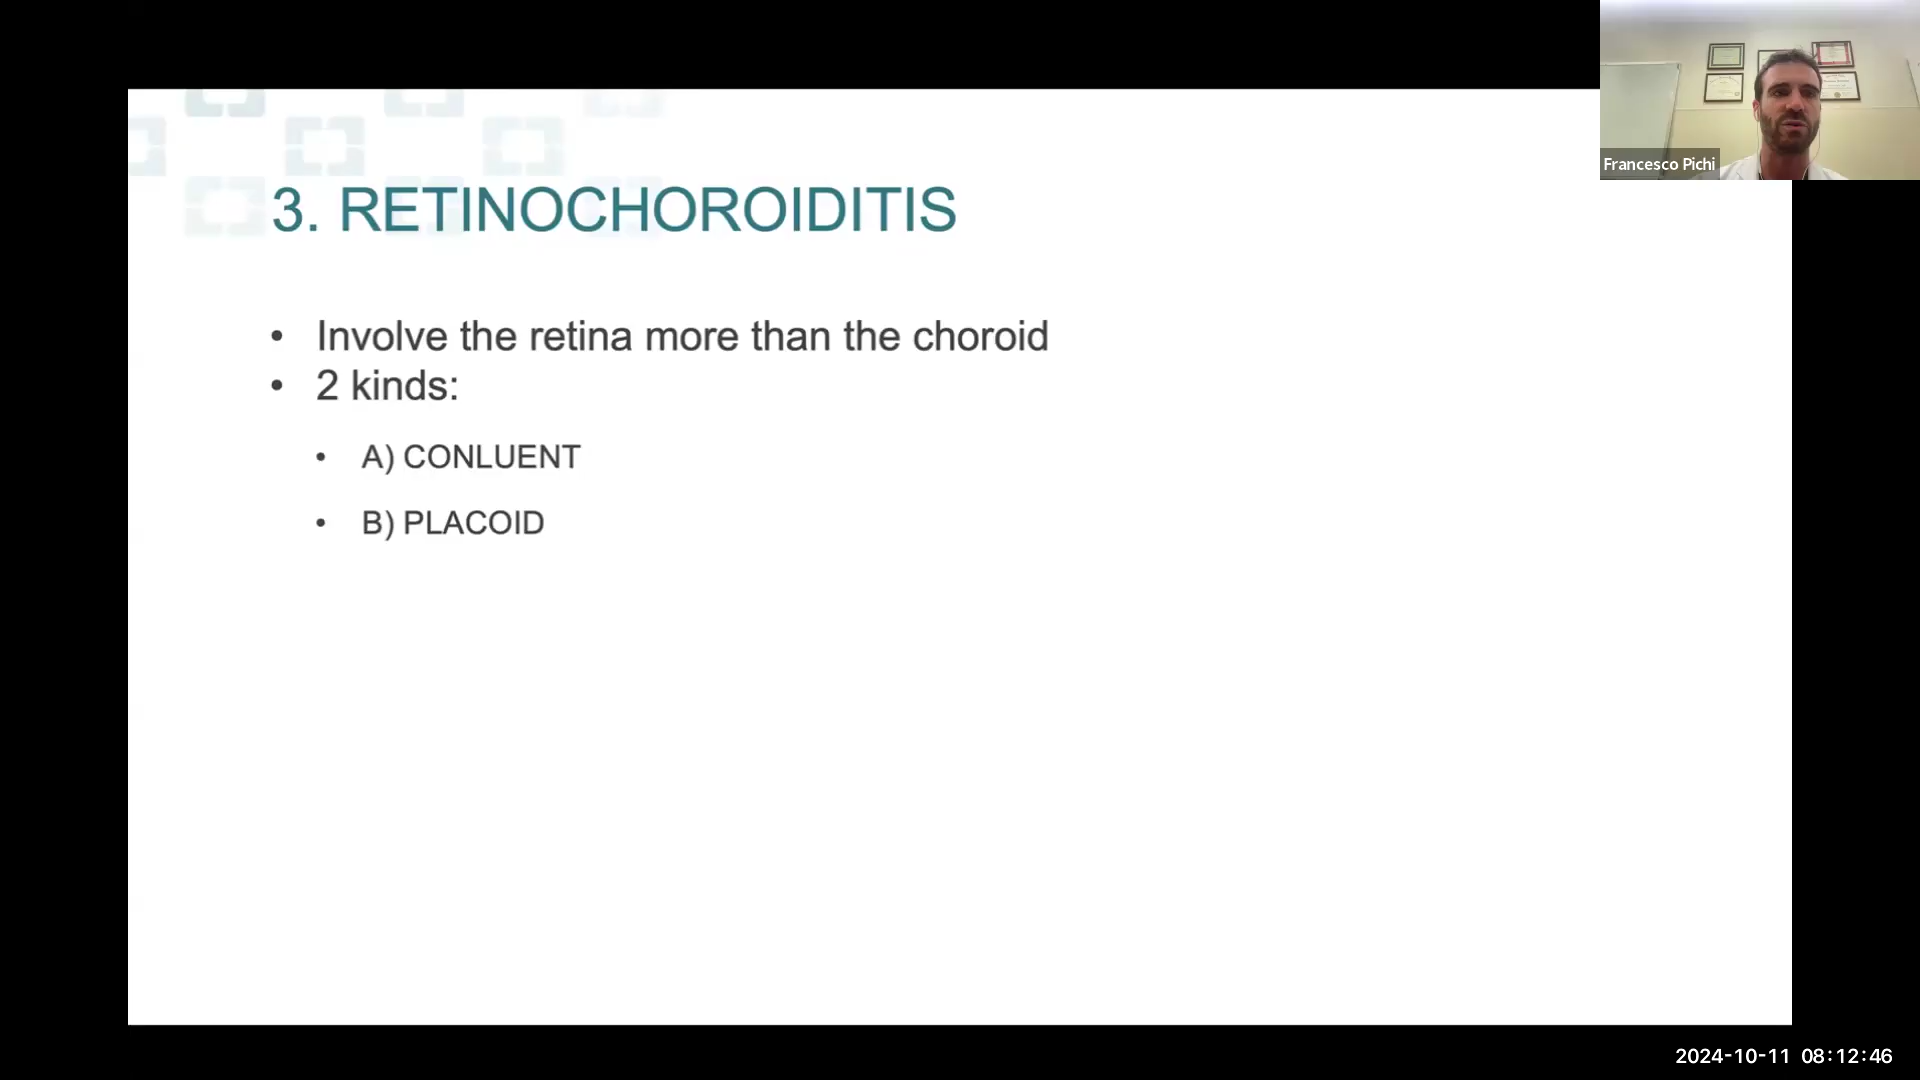 Francesco Pichi
3. RETINOCHOROIDITIS
• Involve the retina more than the choroid
• 2 kinds:
• A) CONLUENT
• B) PLACOID
2024-10-11 08:12:46